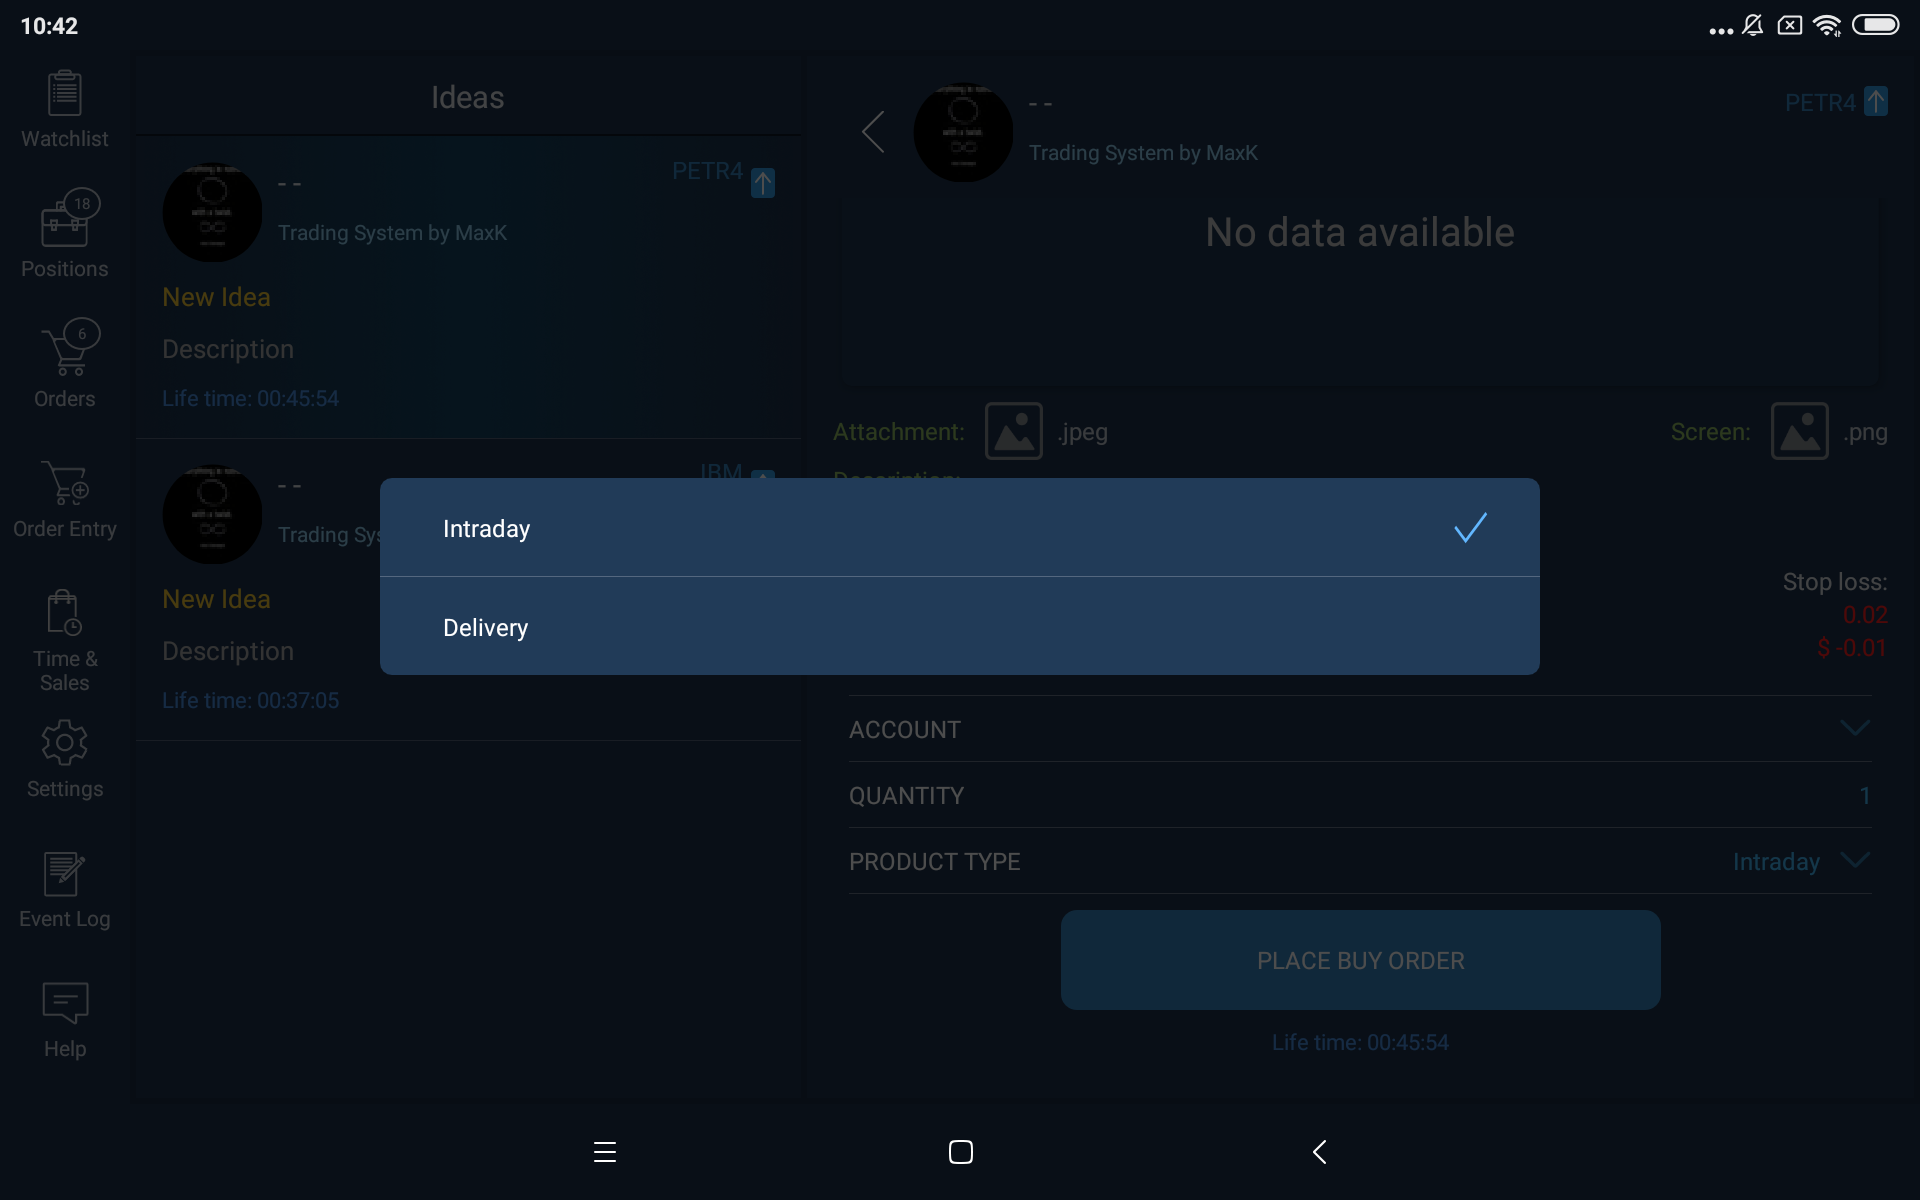 10:42
Watchlist
18
Positions
6
Orders
Order Entry
Time &
Sales
Settings
Event Log
Help
Ideas
- -
PETR4
Trading System by MaxK
New Idea
Description
Life time: 00:45:54
- -
IBM
Trading Sys
New Idea
Description
Life time: 00:37:05
- -
PETR4
Trading System by MaxK
No data available
Attachment:
.jpeg
Screen:
.png
Description:
Intraday
Delivery
Stop loss:
0.02
$ -0.01
ACCOUNT
QUANTITY
1
PRODUCT TYPE
Intraday
PLACE BUY ORDER
Life time: 00:45:54